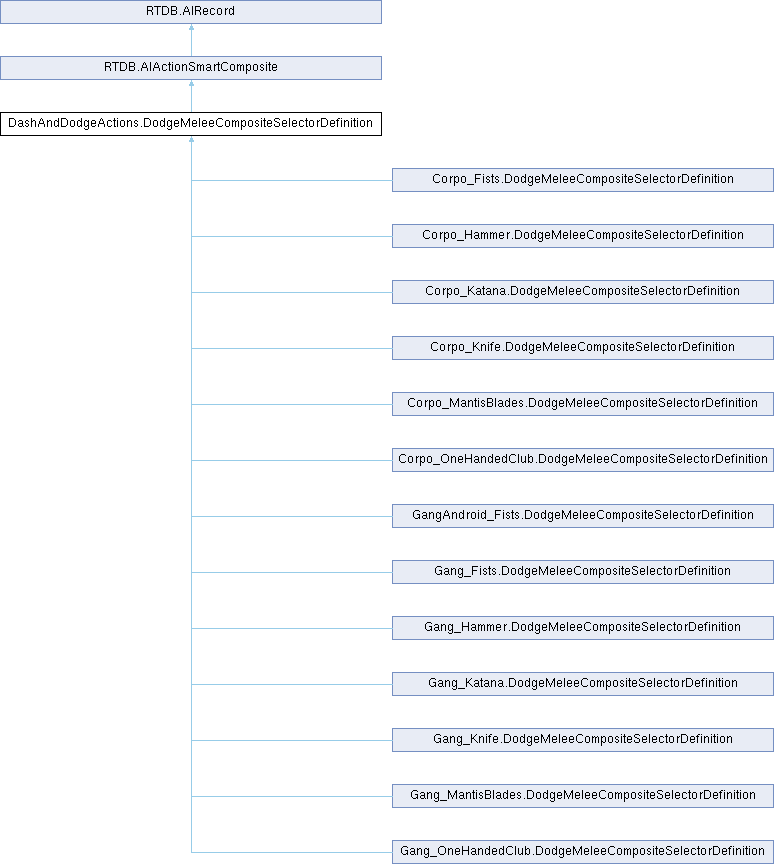 RTDB.AIRecord
RTDB.AIActionSmartComposite
DashAndDodgeActions.DodgeMeleeCompositeSelectorDefinition
Corpo_Fists.DodgeMeleeCompositeSelectorDefinition
Corpo_Hammer.DodgeMeleeCompositeSelectorDefinition
Corpo_Katana.DodgeMeleeCompositeSelectorDefinition
Corpo_Knife.DodgeMeleeCompositeSelectorDefinition
Corpo_MantisBlades.DodgeMeleeCompositeSelectorDefinition
Corpo_OneHandedClub.DodgeMeleeCompositeSelectorDefinition
GangAndroid_Fists.DodgeMeleeCompositeSelectorDefinition
Gang_Fists.DodgeMeleeCompositeSelectorDefinition
Gang_Hammer.DodgeMeleeCompositeSelectorDefinition
Gang_Katana.DodgeMeleeCompositeSelectorDefinition
Gang_Knife.DodgeMeleeCompositeSelectorDefinition
Gang_MantisBlades.DodgeMeleeCompositeSelectorDefinition
Gang_OneHandedClub.DodgeMeleeCompositeSelectorDefinition